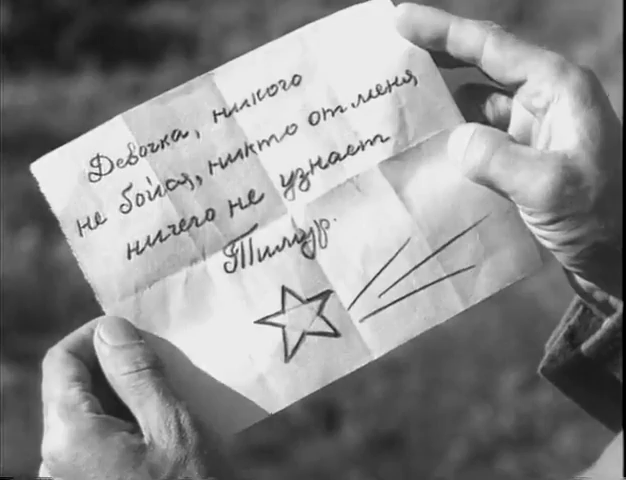 Девочка, никого
не бойся, никто от меня
ничего не узнает
Тимур.